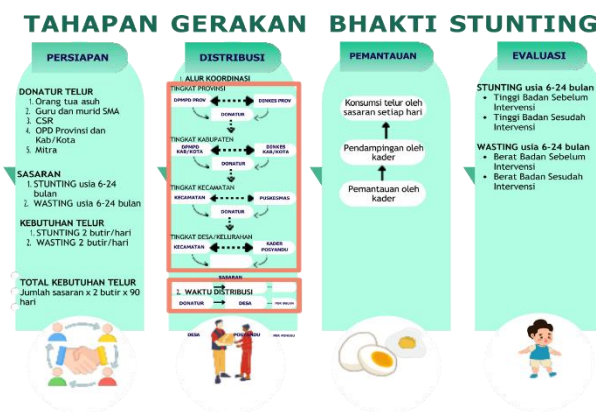 TAHAPAN GERAKAN BHAKTI STUNTING
PERSIAPAN
DONATUR TELUR
1. Orang tua asuh
2. Guru dan murid SMA
3. CSR
4. OPD Provinsi dan
Kab/Kota
5. Mitra
SASARAN
1. STUNTING usia 6-24
bulan
2. WASTING usia 6-24 bulan
KEBUTUHAN TELUR
1. STUNTING 2 butir/hari
2. WASTING 2 butir/hari
TOTAL KEBUTUHAN TELUR
Jumlah sasaran x 2 butir x 90
hari
DISTRIBUSI
1. ALUR KOORDINASI
TINGKAT PROVINSI
DPMPD PROV
DINKES PROV
DONATUR
TINGKAT KABUPATEN
DPMPD
KAB/KOTA
DINKES
KAB/KOTA
DONATUR
TINGKAT KECAMATAN
KECAMATAN
PUSKESMAS
DONATUR
TINGKAT DESA/KELURAHAN
KECAMATAN
KADER
POSYANDU
SASARAN
2. WAKTU DISTRIBUSI
DONATUR
DESA
PER BULAN
DESA
POSYANDU
PER MINGGU
PEMANTAUAN
Konsumsi telur oleh
sasaran setiap hari
Pendampingan oleh
kader
Pemantauan oleh
kader
EVALUASI
STUNTING usia 6-24 bulan
• Tinggi Badan Sebelum
Intervensi
• Tinggi Badan Sesudah
Intervensi
WASTING usia 6-24 bulan
• Berat Badan Sebelum
Intervensi
• Berat Badan Sesudah
Intervensi